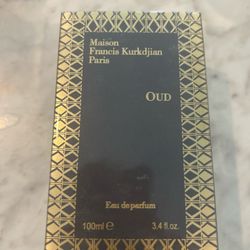 Maison
Francis Kurkdjian
Paris
OUD
Eau de parfum
100ml ℮ 3.4 fl.oz.